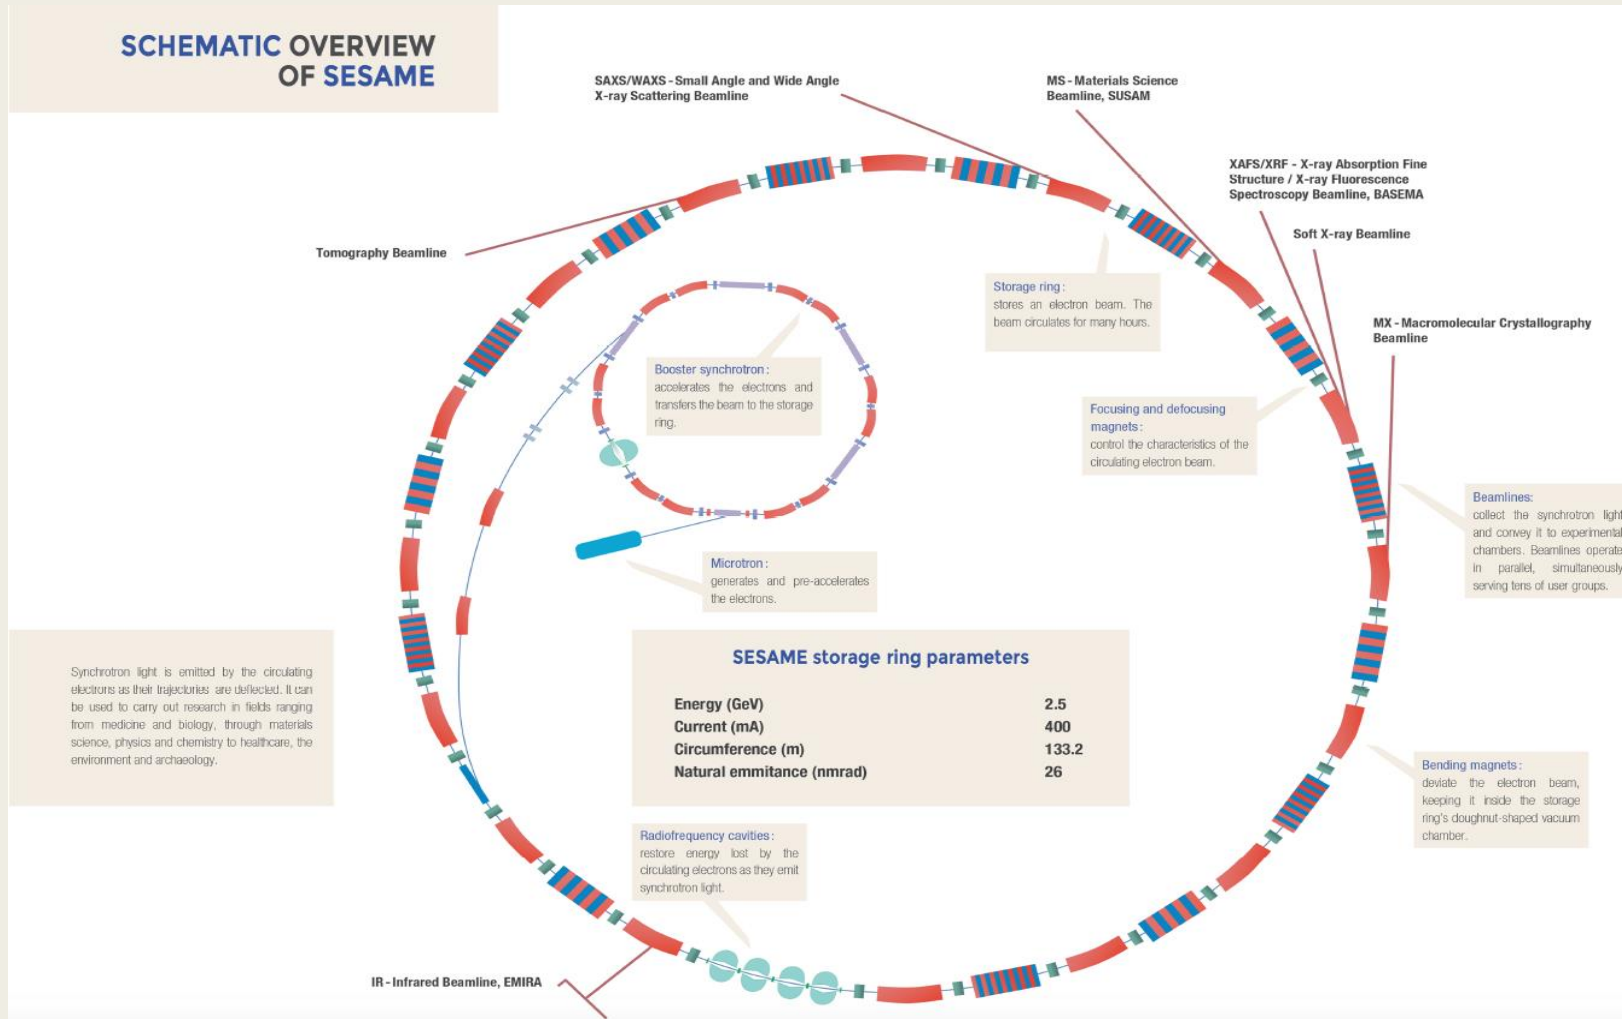 SCHEMATIC OVERVIEW
OF SESAME
SAXS/WAXS - Small Angle and Wide Angle
X-ray Scattering Beamline
MS - Materials Science
Beamline, SUSAM
XAFS/XRF - X-ray Absorption Fine
Structure / X-ray Fluorescence
Spectroscopy Beamline, BASEMA
Soft X-ray Beamline
Tomography Beamline
MX - Macromolecular Crystallography
Beamline
Storage ring :
stores an electron beam. The
beam circulates for many hours.
Booster synchrotron :
accelerates the electrons and
transfers the beam to the storage
ring.
Focusing and defocusing
magnets :
control the characteristics of the
circulating electron beam.
Beamlines:
collect the synchrotron light
and convey it to experimental
chambers. Beamlines operate
in parallel, simultaneously
serving tens of user groups.
Microtron :
generates and pre-accelerates
the electrons.
SESAME storage ring parameters
Energy (GeV) 2.5
Current (mA) 400
Circumference (m) 133.2
Natural emmitance (nmrad) 26
Synchrotron light is emitted by the circulating
electrons as their trajectories are deflected. It can
be used to carry out research in fields ranging
from medicine and biology, through materials
science, physics and chemistry to healthcare, the
environment and archaeology.
Bending magnets :
deviate the electron beam,
keeping it inside the storage
ring's doughnut-shaped vacuum
chamber.
Radiofrequency cavities :
restore energy lost by the
circulating electrons as they emit
synchrotron light.
IR - Infrared Beamline, EMIRA